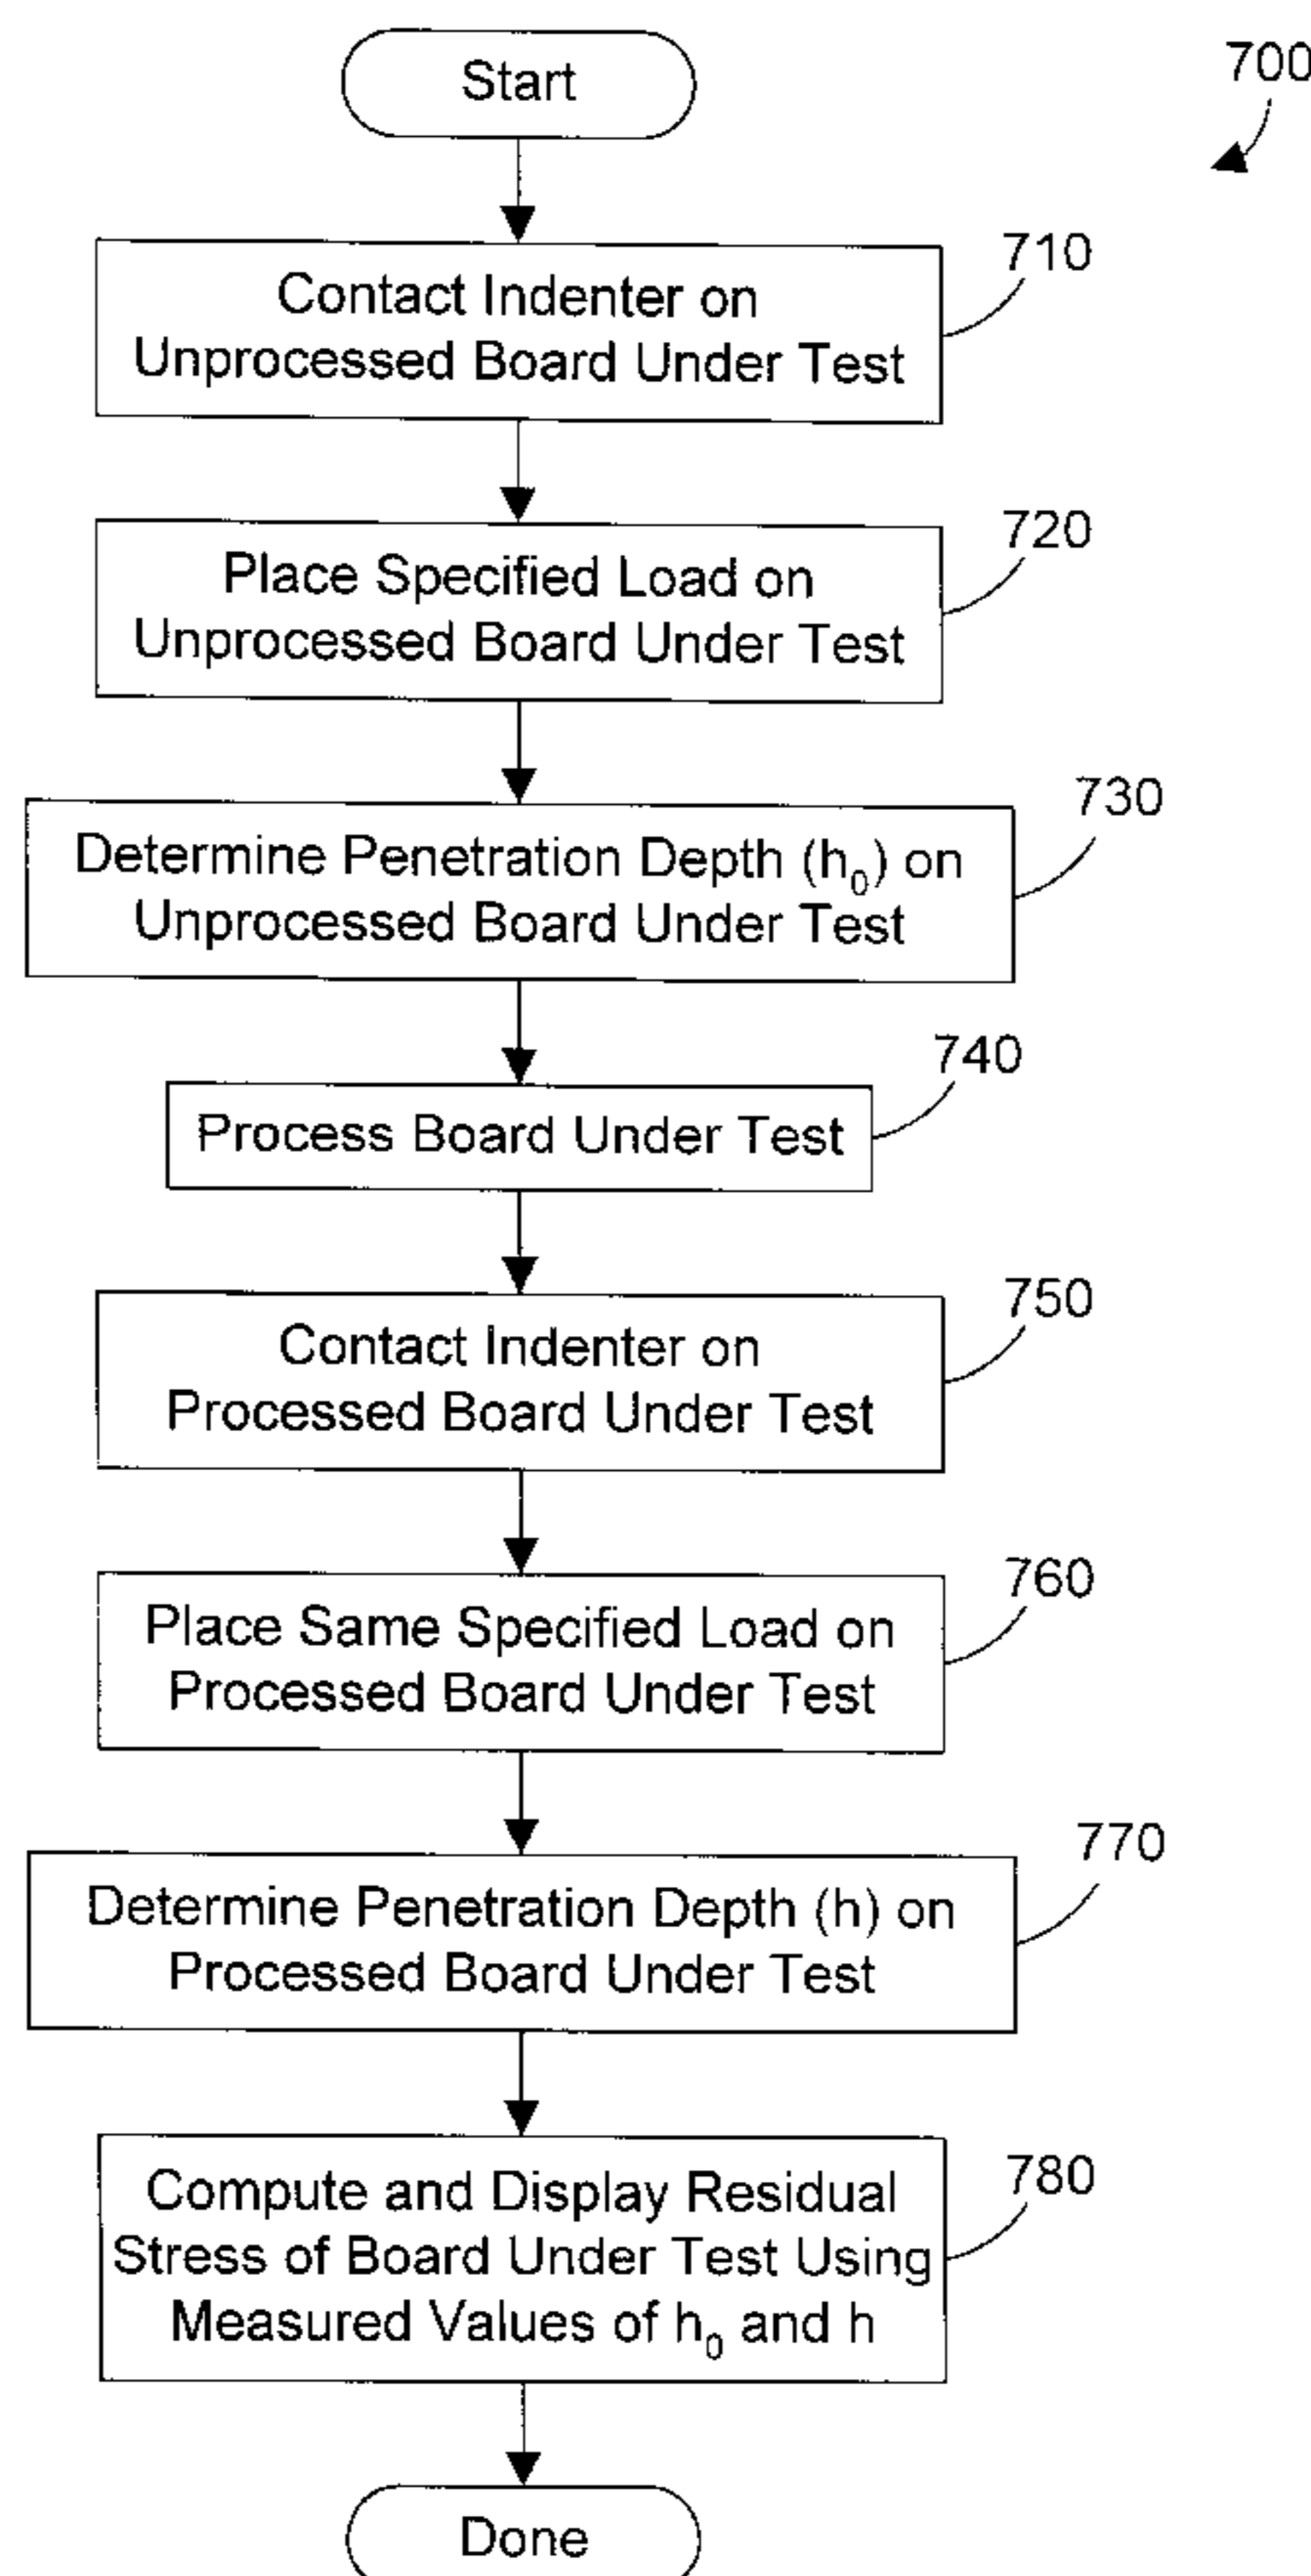 Start
700
Contact Indenter on
Unprocessed Board Under Test
710
Place Specified Load on
Unprocessed Board Under Test
720
Determine Penetration Depth (h₀) on
Unprocessed Board Under Test
730
Process Board Under Test
740
Contact Indenter on
Processed Board Under Test
750
Place Same Specified Load on
Processed Board Under Test
760
Determine Penetration Depth (h) on
Processed Board Under Test
770
Compute and Display Residual
Stress of Board Under Test Using
Measured Values of h₀ and h
780
Done